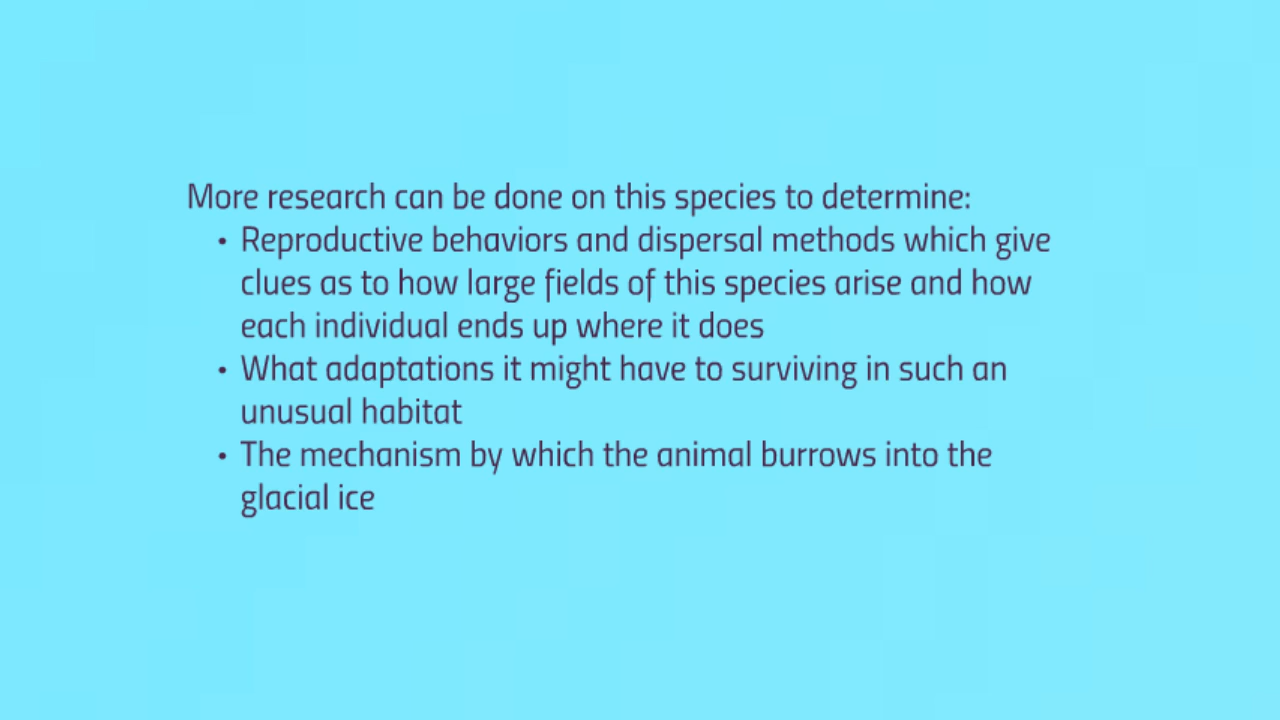 More research can be done on this species to determine:
• Reproductive behaviors and dispersal methods which give
clues as to how large fields of this species arise and how
each individual ends up where it does
• What adaptations it might have to surviving in such an
unusual habitat
• The mechanism by which the animal burrows into the
glacial ice